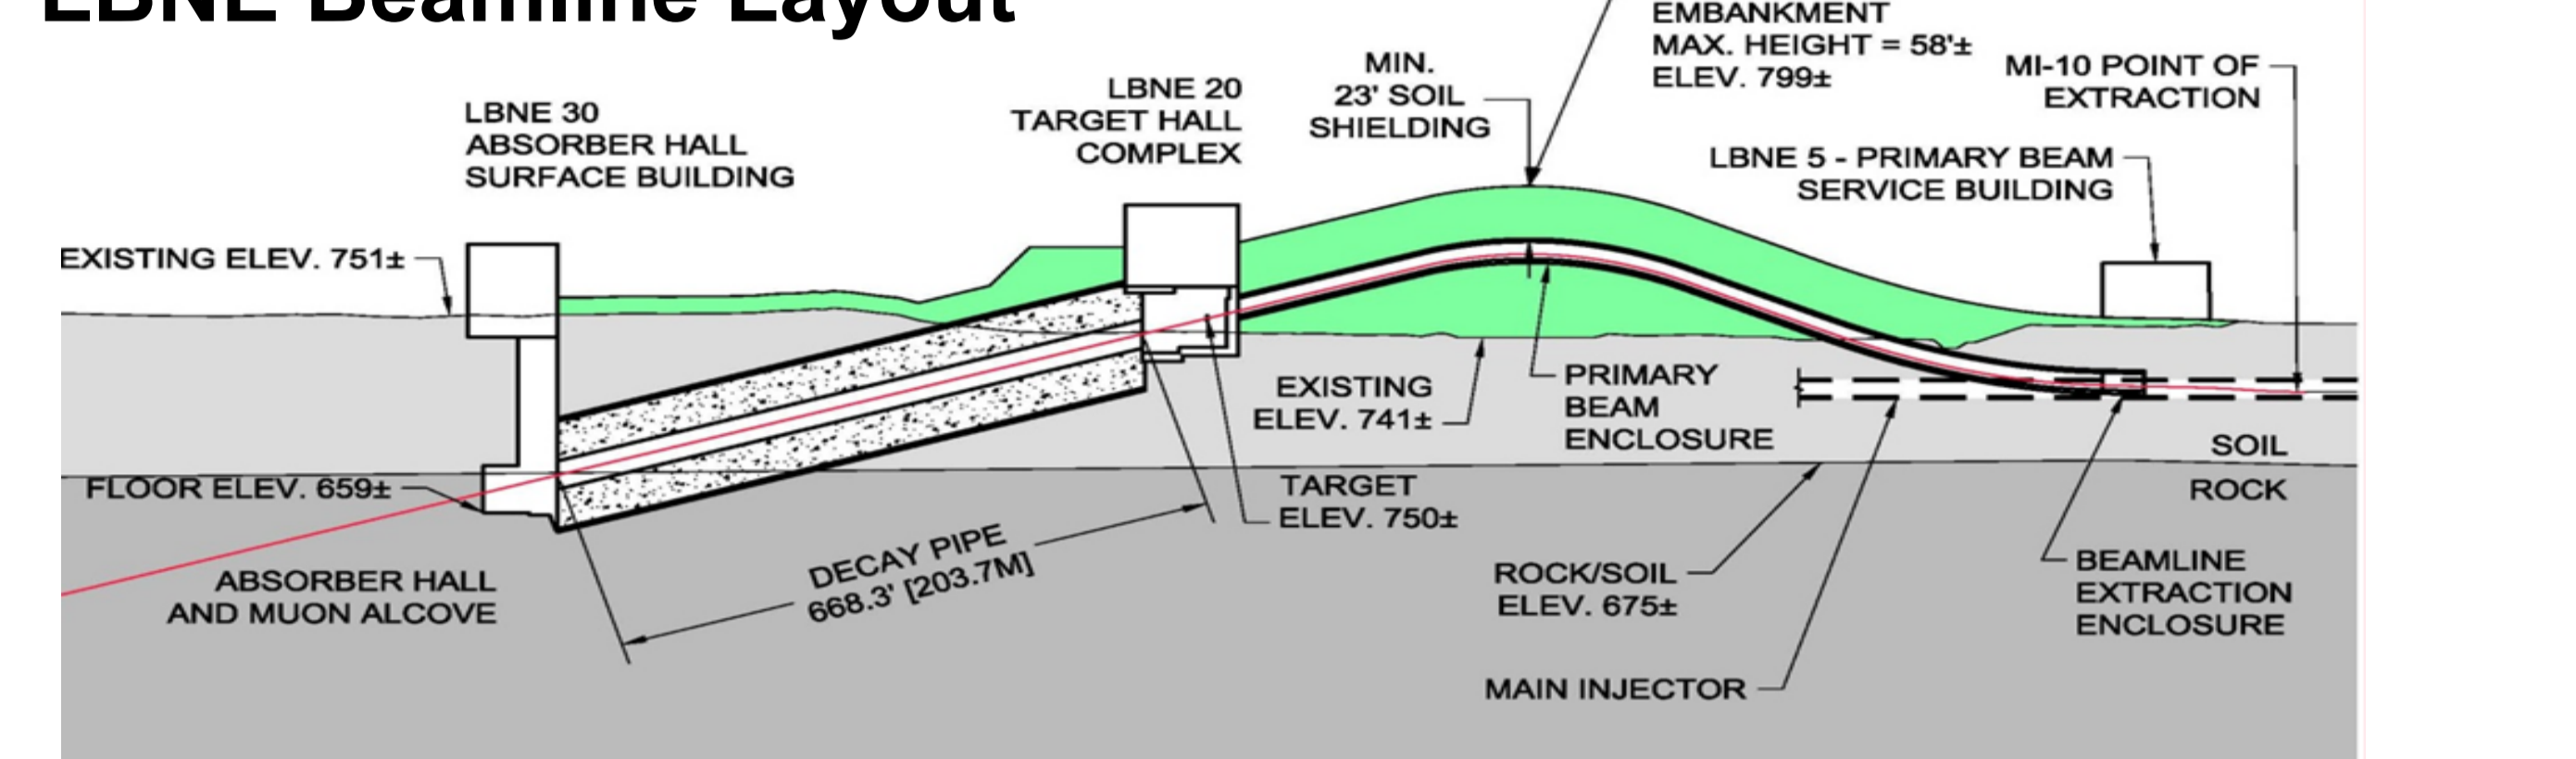 LBNE Beamline Layout
EMBANKMENT
MAX. HEIGHT = 58'±
ELEV. 799±
MIN.
23' SOIL
SHIELDING
MI-10 POINT OF
EXTRACTION
LBNE 20
TARGET HALL
COMPLEX
LBNE 30
ABSORBER HALL
SURFACE BUILDING
LBNE 5 - PRIMARY BEAM
SERVICE BUILDING
EXISTING ELEV. 751±
EXISTING
ELEV. 741±
PRIMARY
BEAM
ENCLOSURE
SOIL
ROCK
FLOOR ELEV. 659±
TARGET
ELEV. 750±
DECAY PIPE
668.3' [203.7M]
ABSORBER HALL
AND MUON ALCOVE
ROCK/SOIL
ELEV. 675±
BEAMLINE
EXTRACTION
ENCLOSURE
MAIN INJECTOR